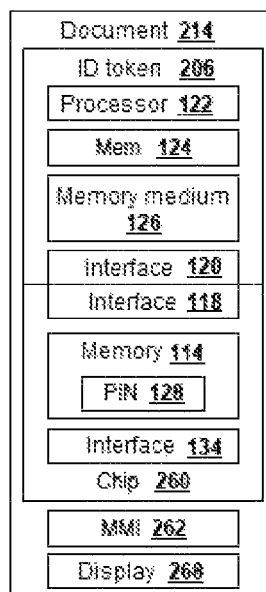 Document 214
ID token 206
Processor 122
Mem 124
Memory medium
126
Interface 120
Interface 118
Memory 114
PIN 128
Interface 134
Chip 260
MMI 262
Display 268